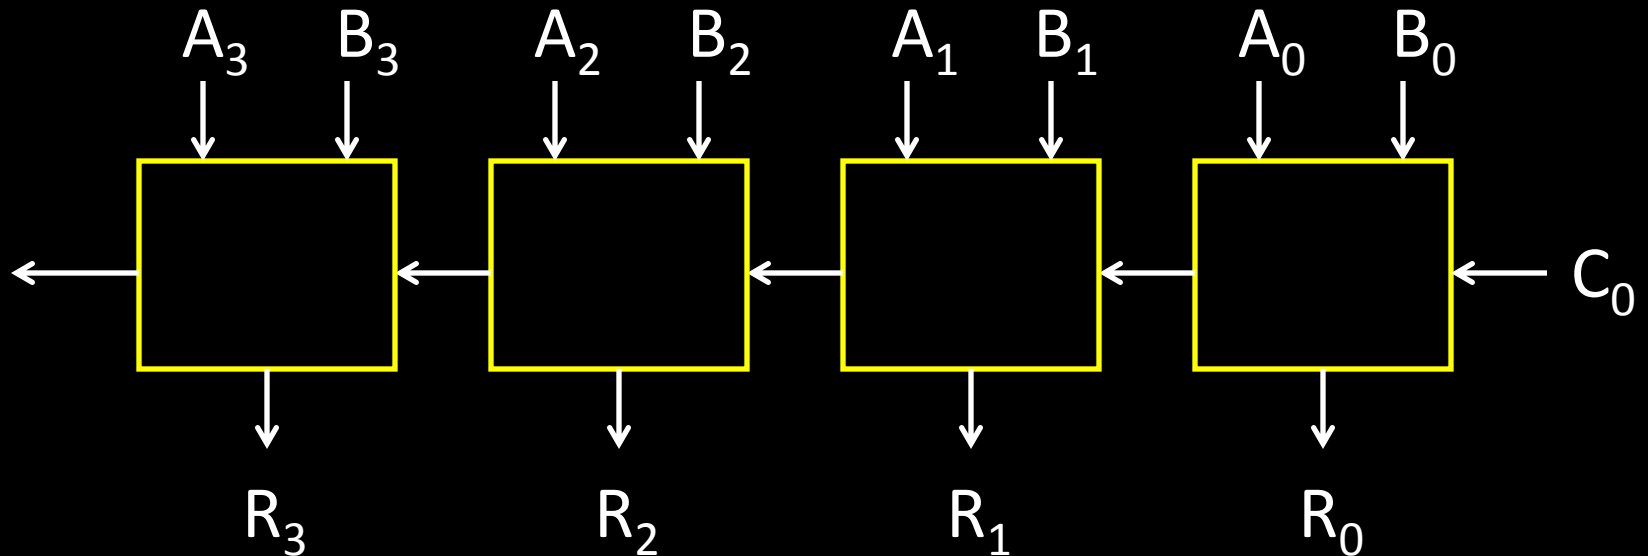 A₃ B₃ A₂ B₂ A₁ B₁ A₀ B₀
C₀
R₃ R₂ R₁ R₀